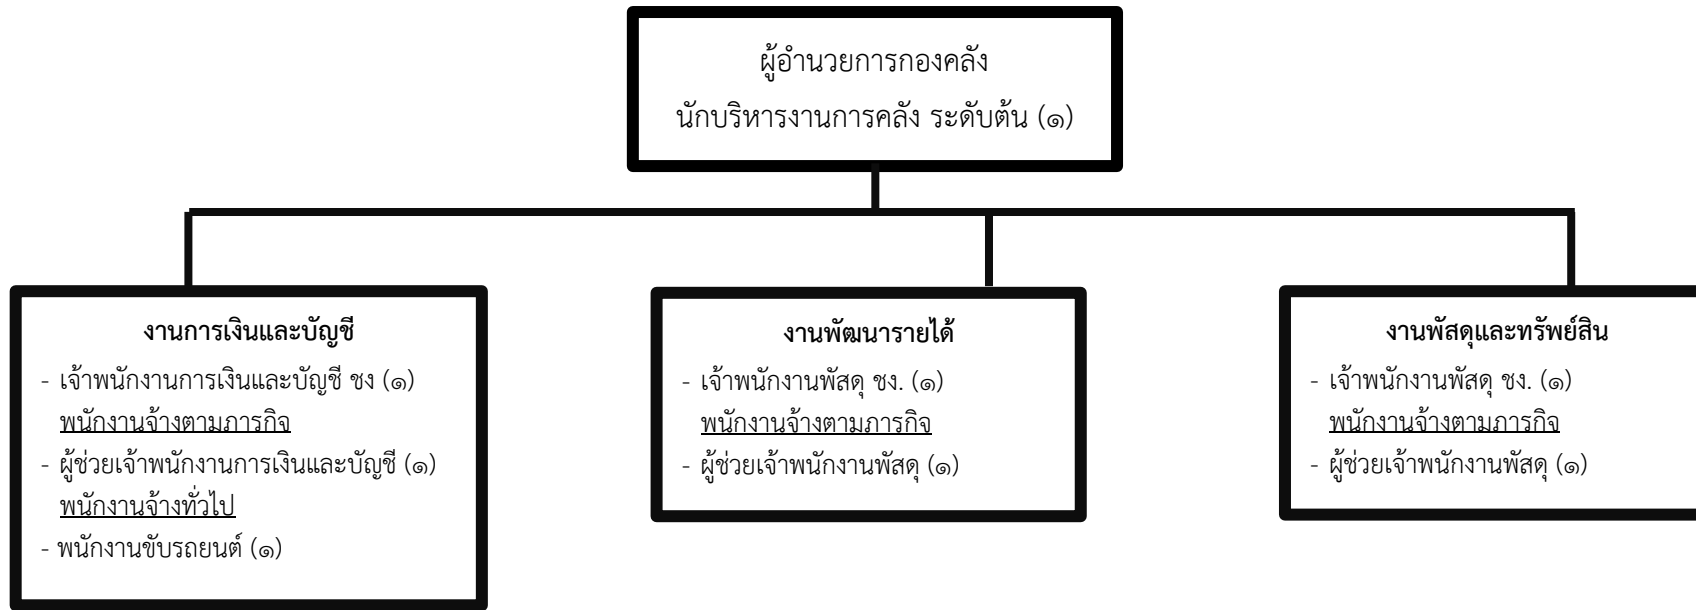 ผู้อำนวยการกองคลัง
นักบริหารงานการคลัง ระดับต้น (๑)
งานการเงินและบัญชี
- เจ้าพนักงานการเงินและบัญชี ชง (๑)
พนักงานจ้างตามภารกิจ
- ผู้ช่วยเจ้าพนักงานการเงินและบัญชี (๑)
พนักงานจ้างทั่วไป
- พนักงานขับรถยนต์ (๑)
งานพัฒนารายได้
- เจ้าพนักงานพัสดุ ชง. (๑)
พนักงานจ้างตามภารกิจ
- ผู้ช่วยเจ้าพนักงานพัสดุ (๑)
งานพัสดุและทรัพย์สิน
- เจ้าพนักงานพัสดุ ชง. (๑)
พนักงานจ้างตามภารกิจ
- ผู้ช่วยเจ้าพนักงานพัสดุ (๑)